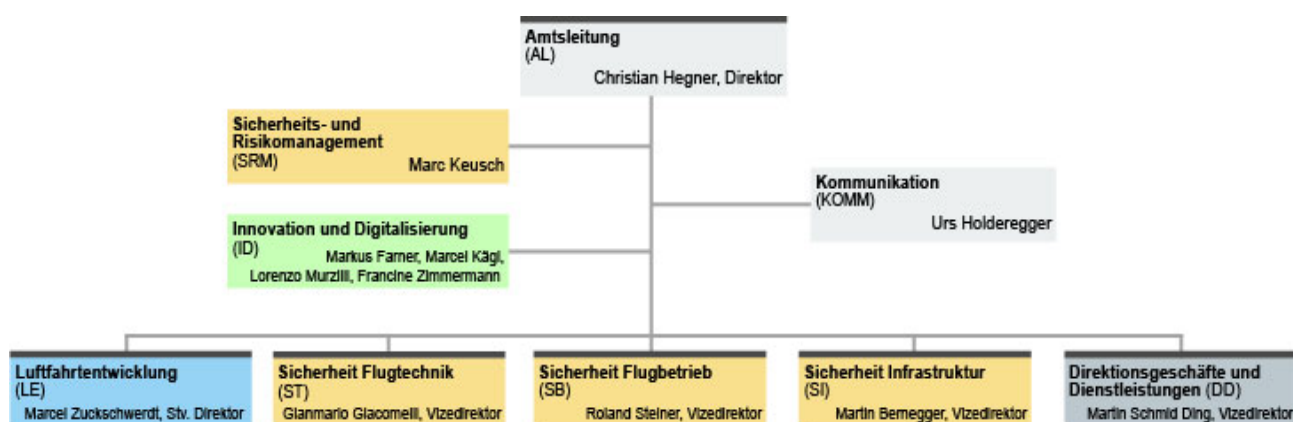 Amtsleitung
(AL)
Christian Hegner, Direktor
Sicherheits- und
Risikomanagement
(SRM)
Marc Keusch
Kommunikation
(KOMM)
Urs Holderegger
Innovation und Digitalisierung
(ID)
Markus Farner, Marcel Kägi,
Lorenzo Murzilli, Francine Zimmermann
Luftfahrtentwicklung
(LE)
Marcel Zuckschwerdt, Stv. Direktor
Sicherheit Flugtechnik
(ST)
Gianmario Giacomelli, Vizedirektor
Sicherheit Flugbetrieb
(SB)
Roland Steiner, Vizedirektor
Sicherheit Infrastruktur
(SI)
Martin Bernegger, Vizedirektor
Direktionsgeschäfte und
Dienstleistungen (DD)
Martin Schmid Ding, Vizedirektor